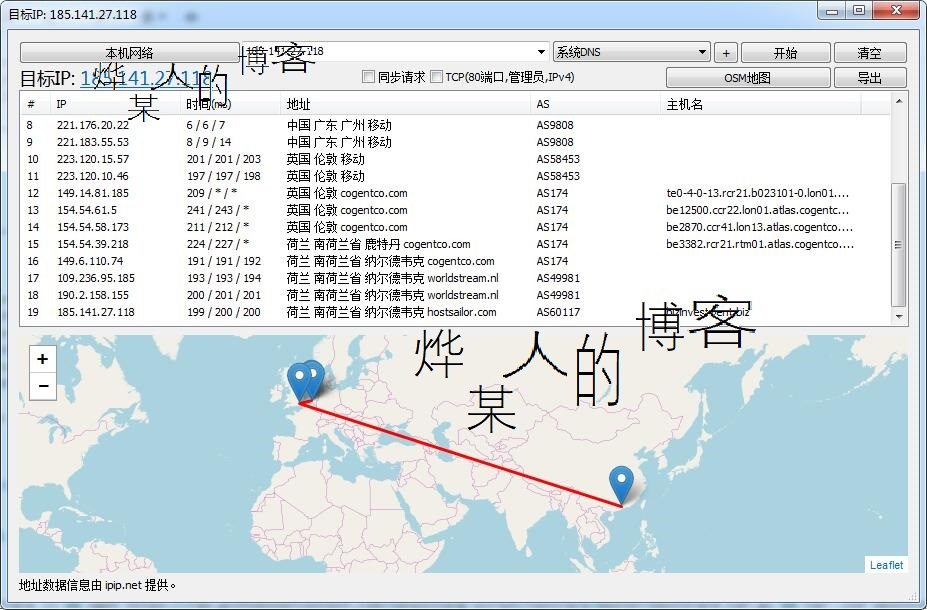 目标IP: 185.141.27.118
本机网络 185.141.27.118 系统DNS + 开始 清空
目标IP: 185.141.27.118 同步请求 TCP(80端口,管理员,IPv4) OSM地图 导出
烨某人的博客
# IP 时间(ms) 地址 AS 主机名
8 221.176.20.22 6 / 6 / 7 中国 广东 广州 移动 AS9808
9 221.183.55.53 8 / 9 / 14 中国 广东 广州 移动 AS9808
10 223.120.15.57 201 / 201 / 203 英国 伦敦 移动 AS58453
11 223.120.10.46 197 / 197 / 198 英国 伦敦 移动 AS58453
12 149.14.81.185 209 / * / * 英国 伦敦 cogentco.com AS174 te0-4-0-13.rcr21.b023101-0.lon01....
13 154.54.61.5 241 / 243 / * 英国 伦敦 cogentco.com AS174 be12500.ccr22.lon01.atlas.cogentc...
14 154.54.58.173 211 / 212 / * 英国 伦敦 cogentco.com AS174 be2870.ccr41.lon13.atlas.cogentco....
15 154.54.39.218 224 / 227 / * 荷兰 南荷兰省 鹿特丹 cogentco.com AS174 be3382.rcr21.rtm01.atlas.cogentco....
16 149.6.110.74 191 / 191 / 192 荷兰 南荷兰省 纳尔德韦克 cogentco.com AS174
17 109.236.95.185 193 / 193 / 194 荷兰 南荷兰省 纳尔德韦克 worldstream.nl AS49981
18 190.2.158.155 200 / 201 / 201 荷兰 南荷兰省 纳尔德韦克 worldstream.nl AS49981
19 185.141.27.118 199 / 200 / 200 荷兰 南荷兰省 纳尔德韦克 hostsailor.com AS60117
烨某人的博客
+
−
Leaflet
地址数据信息由 ipip.net 提供。